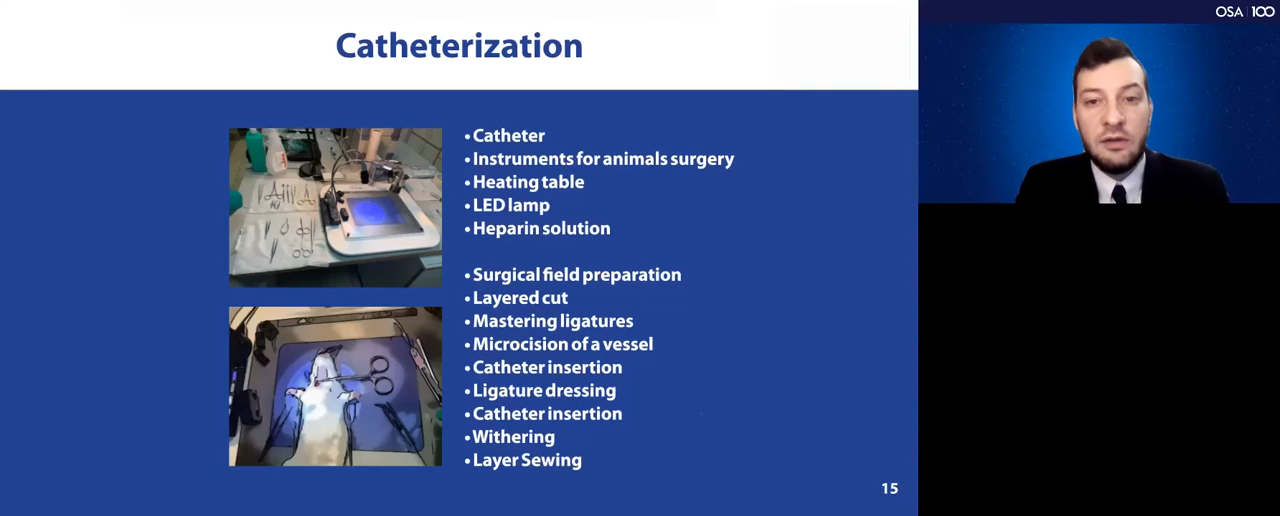 Catheterization
• Catheter
• Instruments for animals surgery
• Heating table
• LED lamp
• Heparin solution
• Surgical field preparation
• Layered cut
• Mastering ligatures
• Microcision of a vessel
• Catheter insertion
• Ligature dressing
• Catheter insertion
• Withering
• Layer Sewing
15
OSA | 100